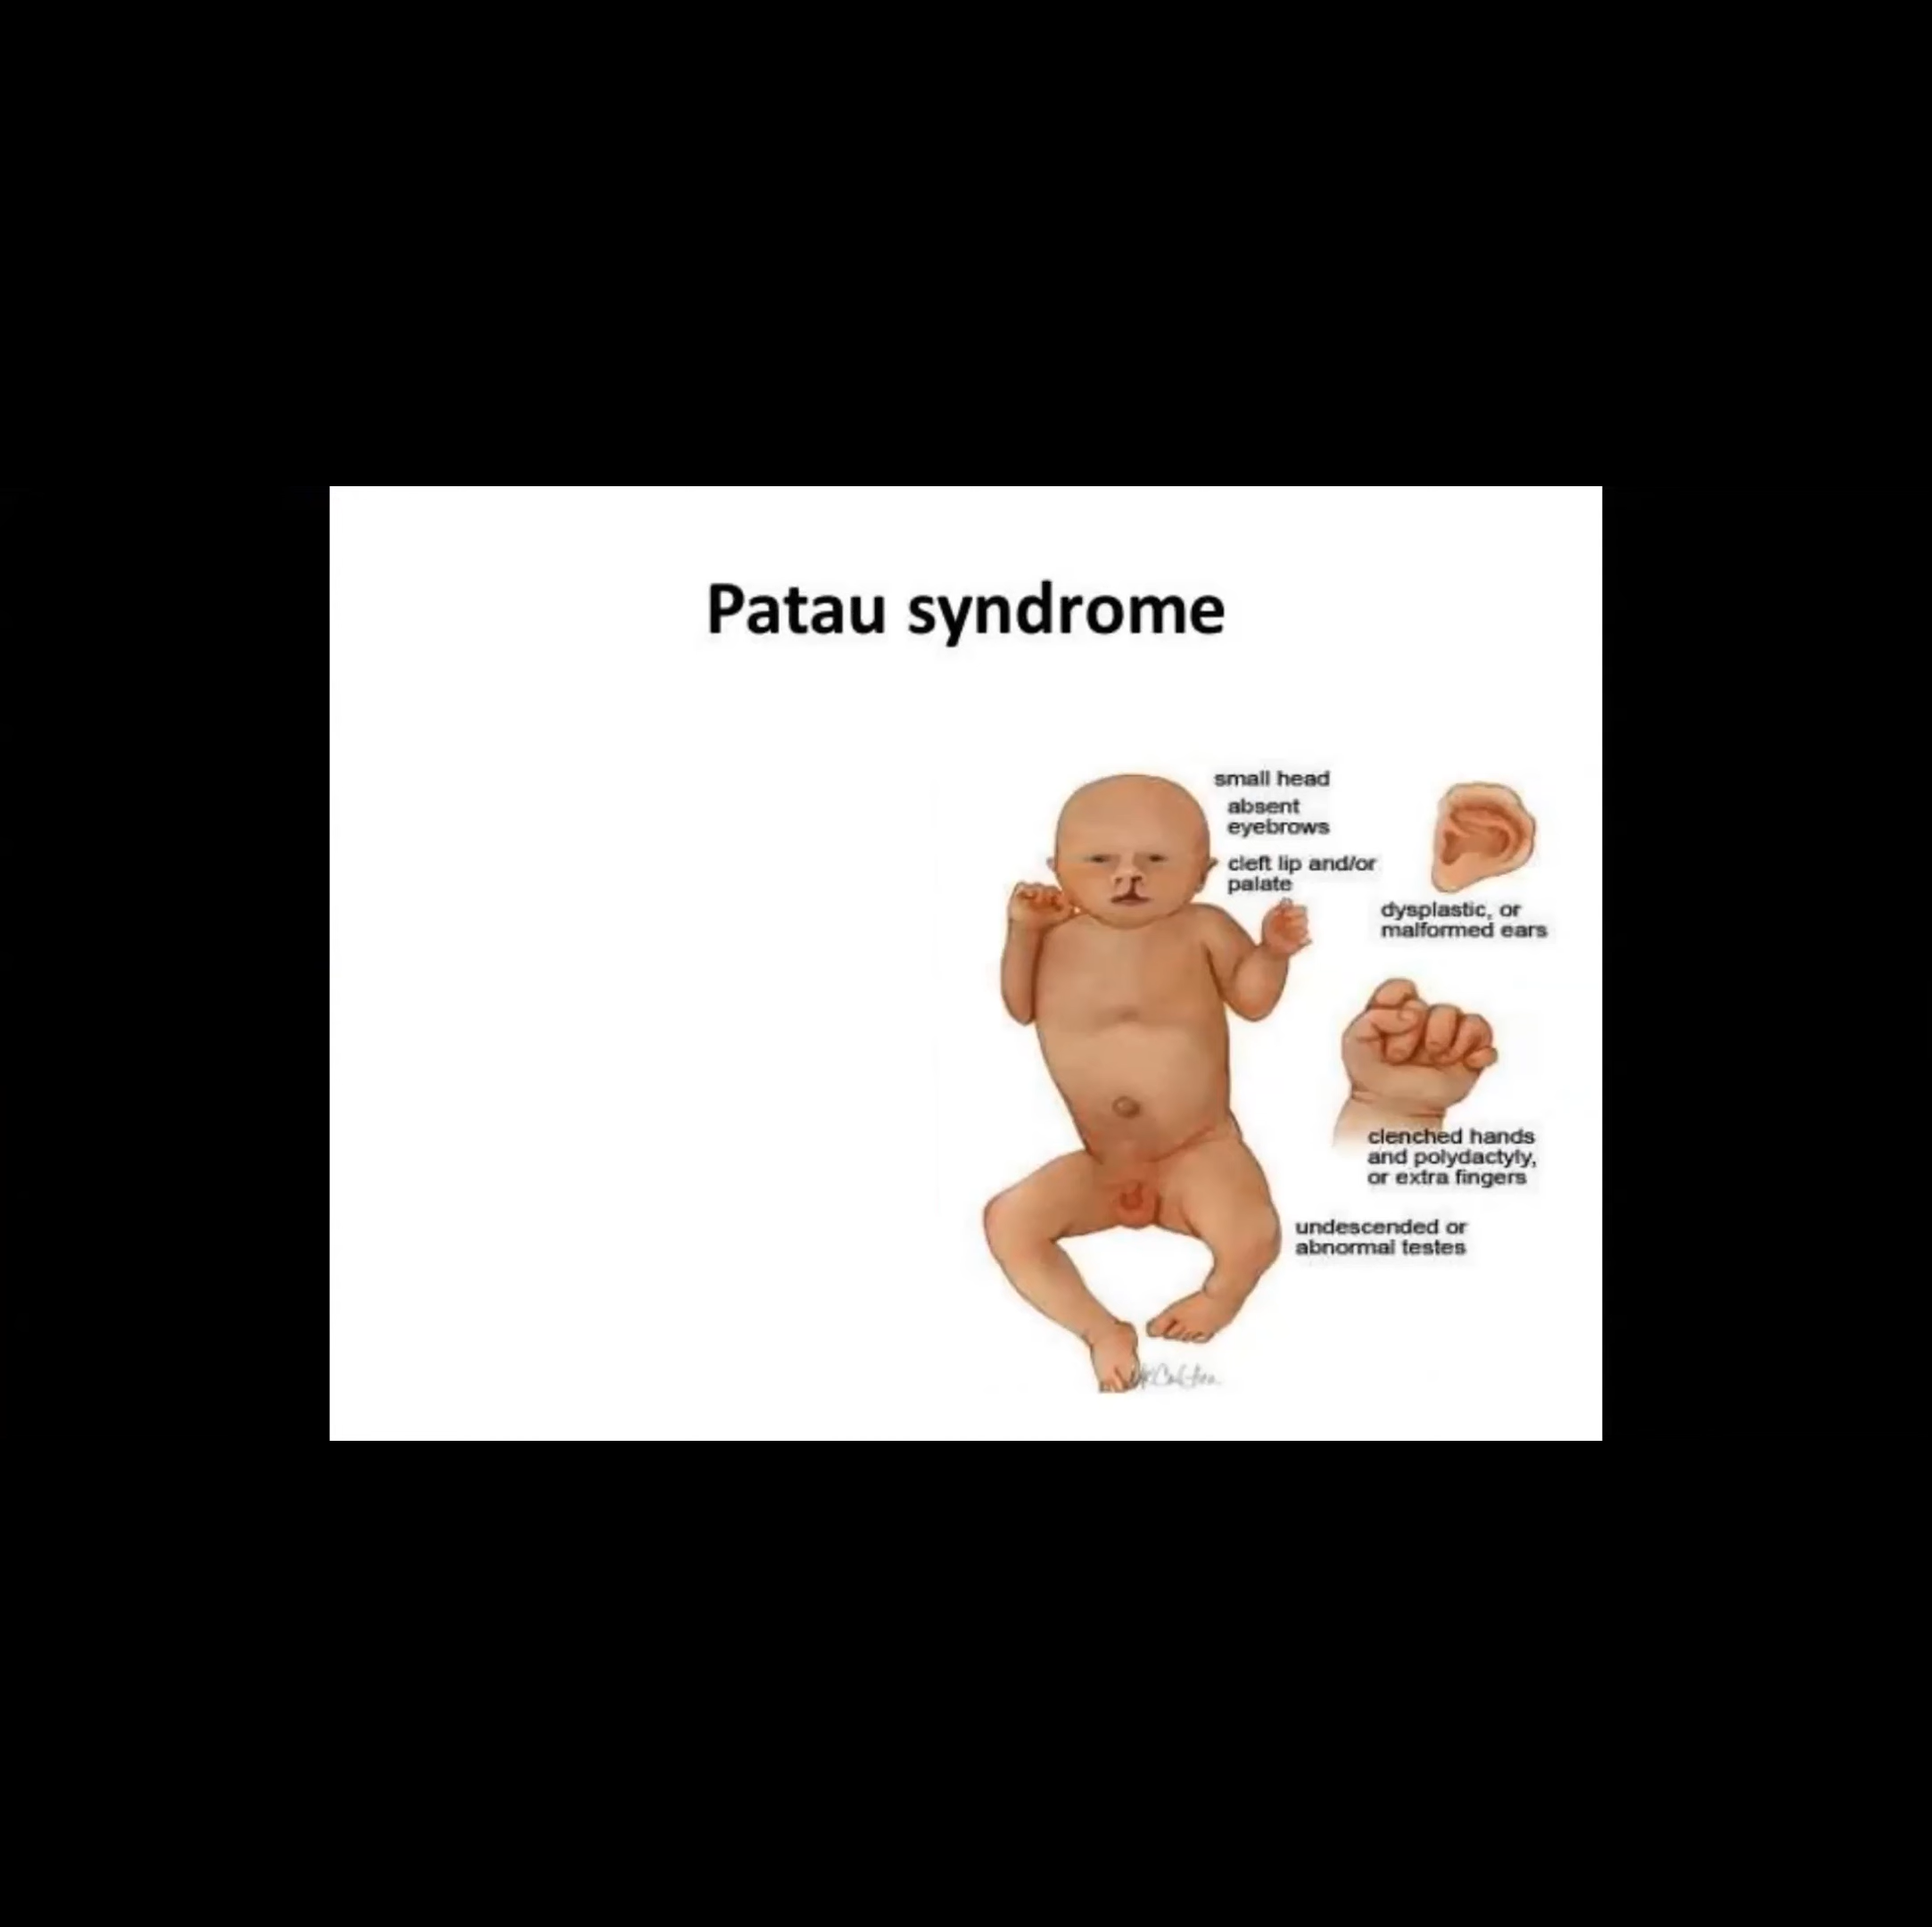 Patau syndrome
small head
absent
eyebrows
cleft lip and/or
palate
dysplastic, or
malformed ears
clenched hands
and polydactyly,
or extra fingers
undescended or
abnormal testes